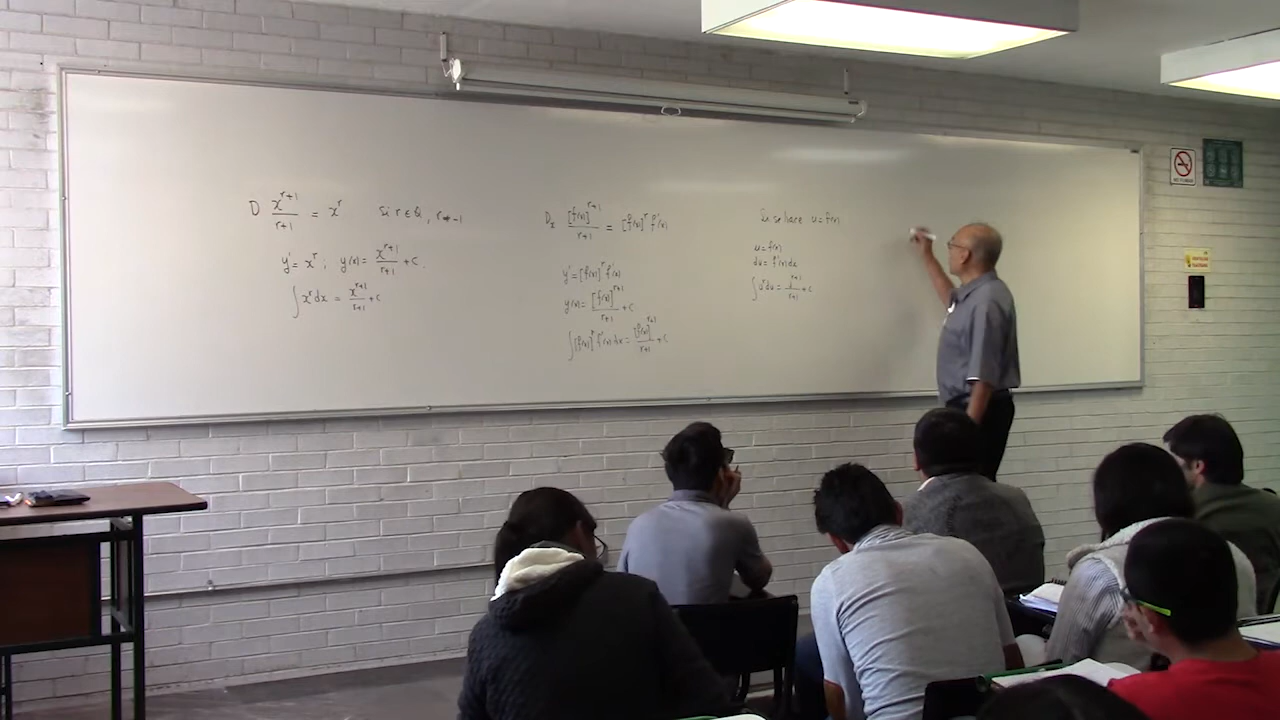 D x^{r+1}/r+1 = x^r   Si r ∈ Q, r ≠ -1
y' = x^r ; y(x) = x^{r+1}/r+1 + C.
∫ x^r dx = x^{r+1}/r+1 + C
D_x [f(x)]^{r+1}/r+1 = [f(x)]^r f'(x)
y' = [f(x)]^r f'(x)
y(x) = [f(x)]^{r+1}/r+1 + C
∫ [f(x)]^r f'(x) dx = [f(x)]^{r+1}/r+1 + C
Si se hace u = f(x)
u = f(x)
du = f'(x) dx
∫ u^r du = u^{r+1}/r+1 + C